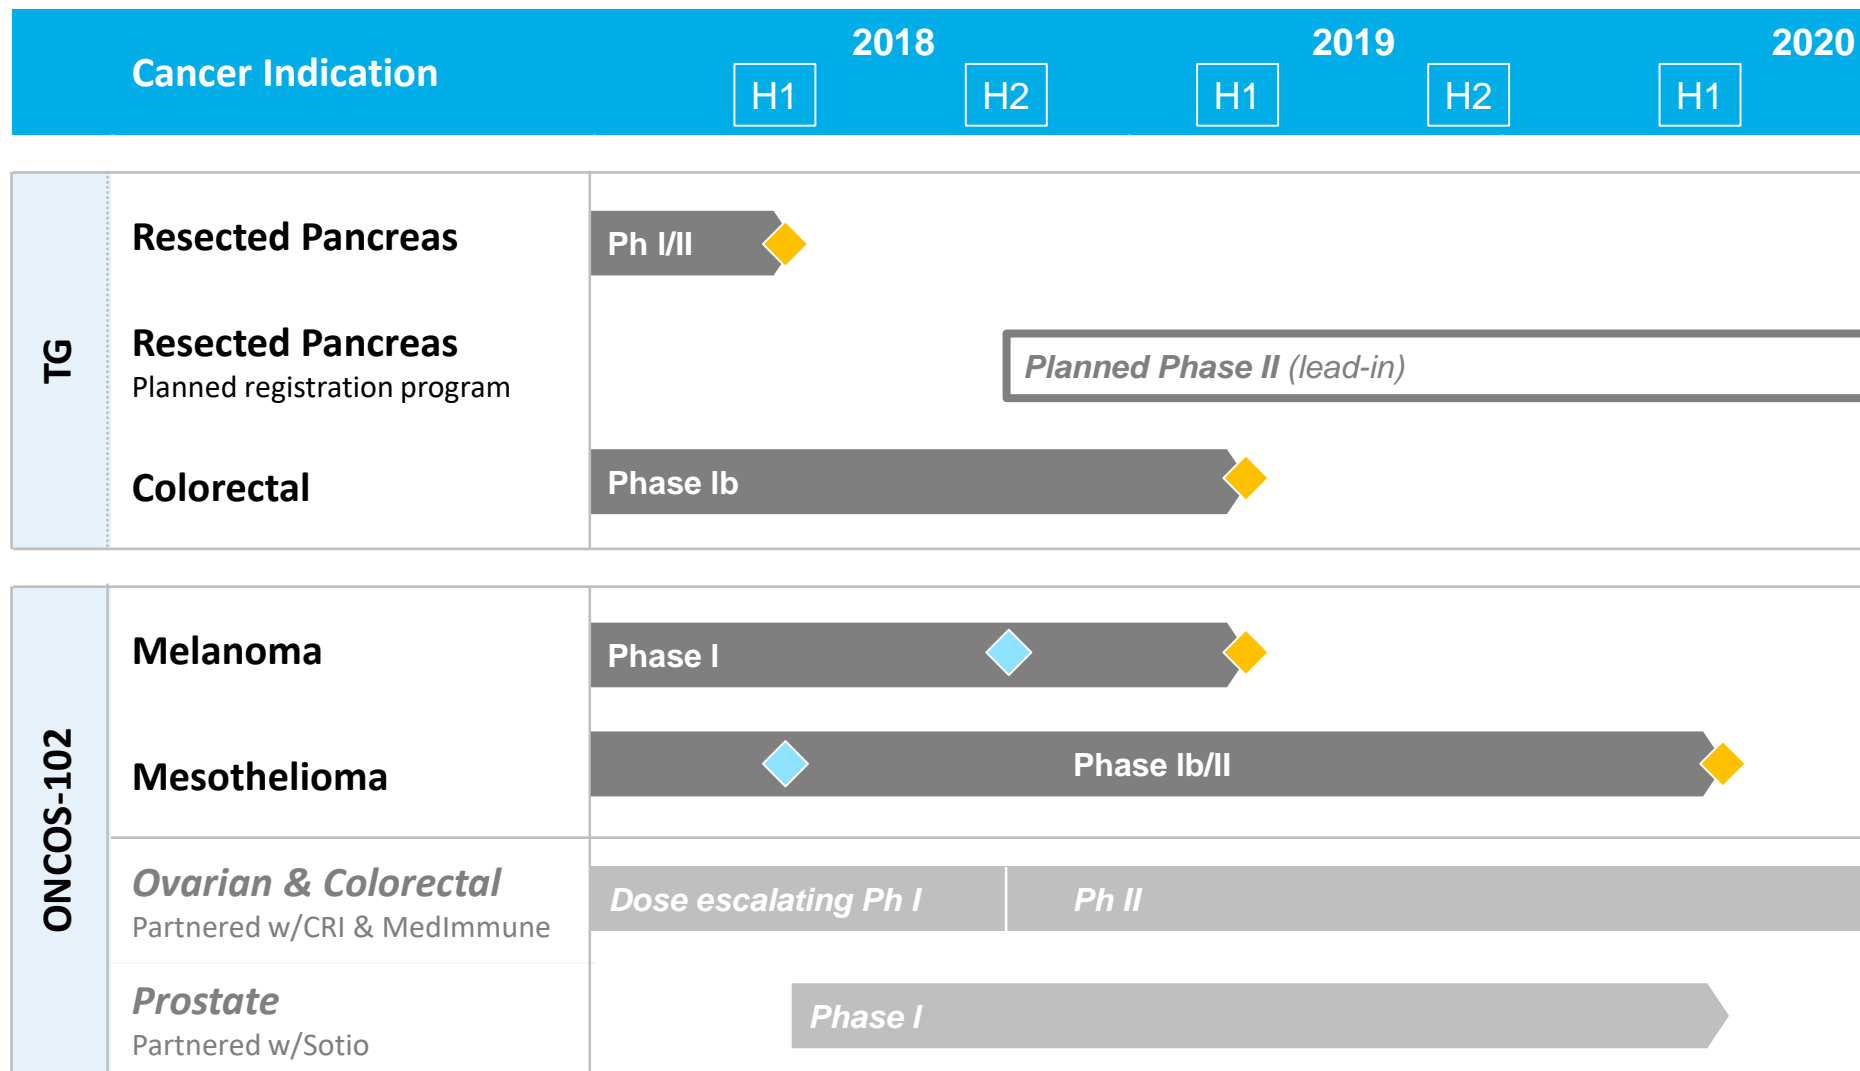 2018 2019 2020
Cancer Indication
H1 H2 H1 H2 H1
TG
Resected Pancreas
Ph I/II
Resected Pancreas
Planned registration program
Planned Phase II (lead-in)
Colorectal
Phase Ib
ONCOS-102
Melanoma
Phase I
Mesothelioma
Phase Ib/II
Ovarian & Colorectal
Partnered w/CRI & MedImmune
Dose escalating Ph I
Ph II
Prostate
Partnered w/Sotio
Phase I